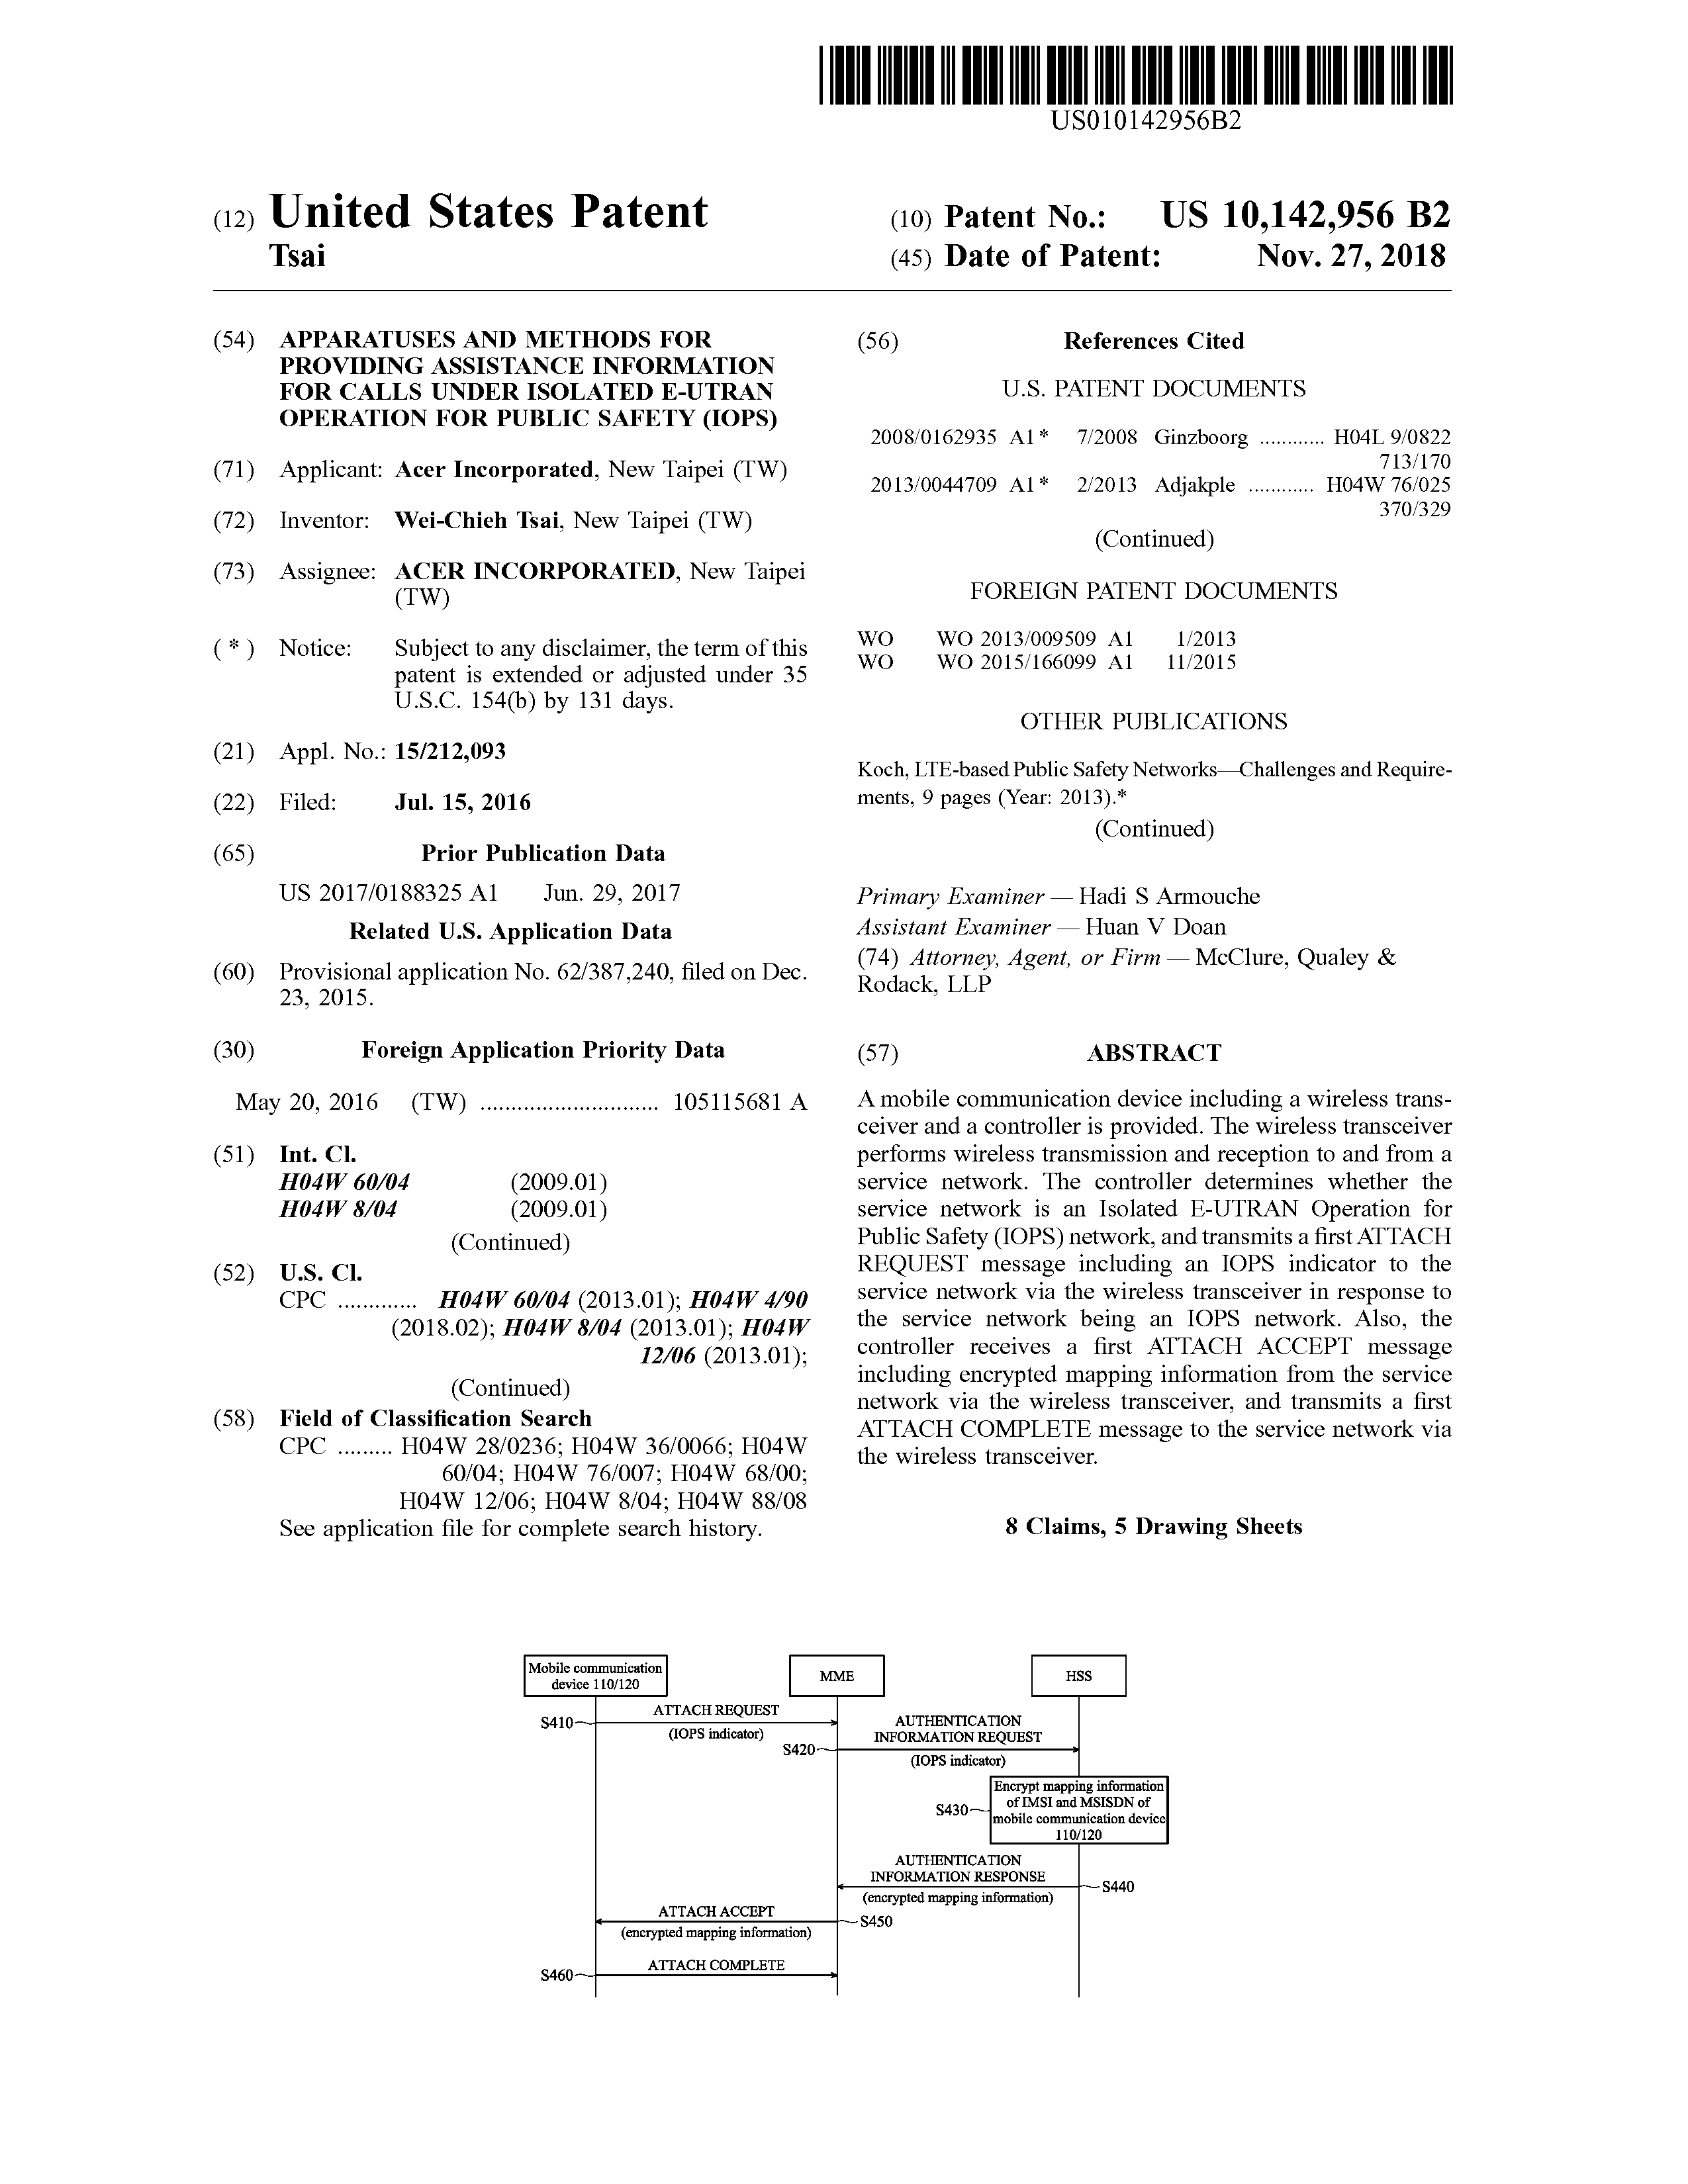 US010142956B2
(12) United States Patent
Tsai
(10) Patent No.: US 10,142,956 B2
(45) Date of Patent: Nov. 27, 2018
(54) APPARATUSES AND METHODS FOR
PROVIDING ASSISTANCE INFORMATION
FOR CALLS UNDER ISOLATED E-UTRAN
OPERATION FOR PUBLIC SAFETY (IOPS)
(71) Applicant: Acer Incorporated, New Taipei (TW)
(72) Inventor: Wei-Chieh Tsai, New Taipei (TW)
(73) Assignee: ACER INCORPORATED, New Taipei
(TW)
( * ) Notice: Subject to any disclaimer, the term of this
patent is extended or adjusted under 35
U.S.C. 154(b) by 131 days.
(21) Appl. No.: 15/212,093
(22) Filed: Jul. 15, 2016
(65) Prior Publication Data
US 2017/0188325 A1 Jun. 29, 2017
Related U.S. Application Data
(60) Provisional application No. 62/387,240, filed on Dec.
23, 2015.
(30) Foreign Application Priority Data
May 20, 2016 (TW) ............................. 105115681 A
(51) Int. Cl.
H04W 60/04 (2009.01)
H04W 8/04 (2009.01)
(Continued)
(52) U.S. Cl.
CPC ............. H04W 60/04 (2013.01); H04W 4/90
(2018.02); H04W 8/04 (2013.01); H04W
12/06 (2013.01);
(Continued)
(58) Field of Classification Search
CPC ......... H04W 28/0236; H04W 36/0066; H04W
60/04; H04W 76/007; H04W 68/00;
H04W 12/06; H04W 8/04; H04W 88/08
See application file for complete search history.
(56) References Cited
U.S. PATENT DOCUMENTS
2008/0162935 A1* 7/2008 Ginzboorg ............ H04L 9/0822
713/170
2013/0044709 A1* 2/2013 Adjakple ............ H04W 76/025
370/329
(Continued)
FOREIGN PATENT DOCUMENTS
WO WO 2013/009509 A1 1/2013
WO WO 2015/166099 A1 11/2015
OTHER PUBLICATIONS
Koch, LTE-based Public Safety Networks—Challenges and Require-
ments, 9 pages (Year: 2013).*
(Continued)
Primary Examiner — Hadi S Armouche
Assistant Examiner — Huan V Doan
(74) Attorney, Agent, or Firm — McClure, Qualey &
Rodack, LLP
(57) ABSTRACT
A mobile communication device including a wireless trans-
ceiver and a controller is provided. The wireless transceiver
performs wireless transmission and reception to and from a
service network. The controller determines whether the
service network is an Isolated E-UTRAN Operation for
Public Safety (IOPS) network, and transmits a first ATTACH
REQUEST message including an IOPS indicator to the
service network via the wireless transceiver in response to
the service network being an IOPS network. Also, the
controller receives a first ATTACH ACCEPT message
including encrypted mapping information from the service
network via the wireless transceiver, and transmits a first
ATTACH COMPLETE message to the service network via
the wireless transceiver.
8 Claims, 5 Drawing Sheets
Mobile communication
device 110/120
MME
HSS
S410
ATTACH REQUEST
(IOPS indicator)
S420
AUTHENTICATION
INFORMATION REQUEST
(IOPS indicator)
S430
Encrypt mapping information
of IMSI and MSISDN of
mobile communication device
110/120
AUTHENTICATION
INFORMATION RESPONSE
(encrypted mapping information)
S440
ATTACH ACCEPT
(encrypted mapping information)
S450
S460
ATTACH COMPLETE